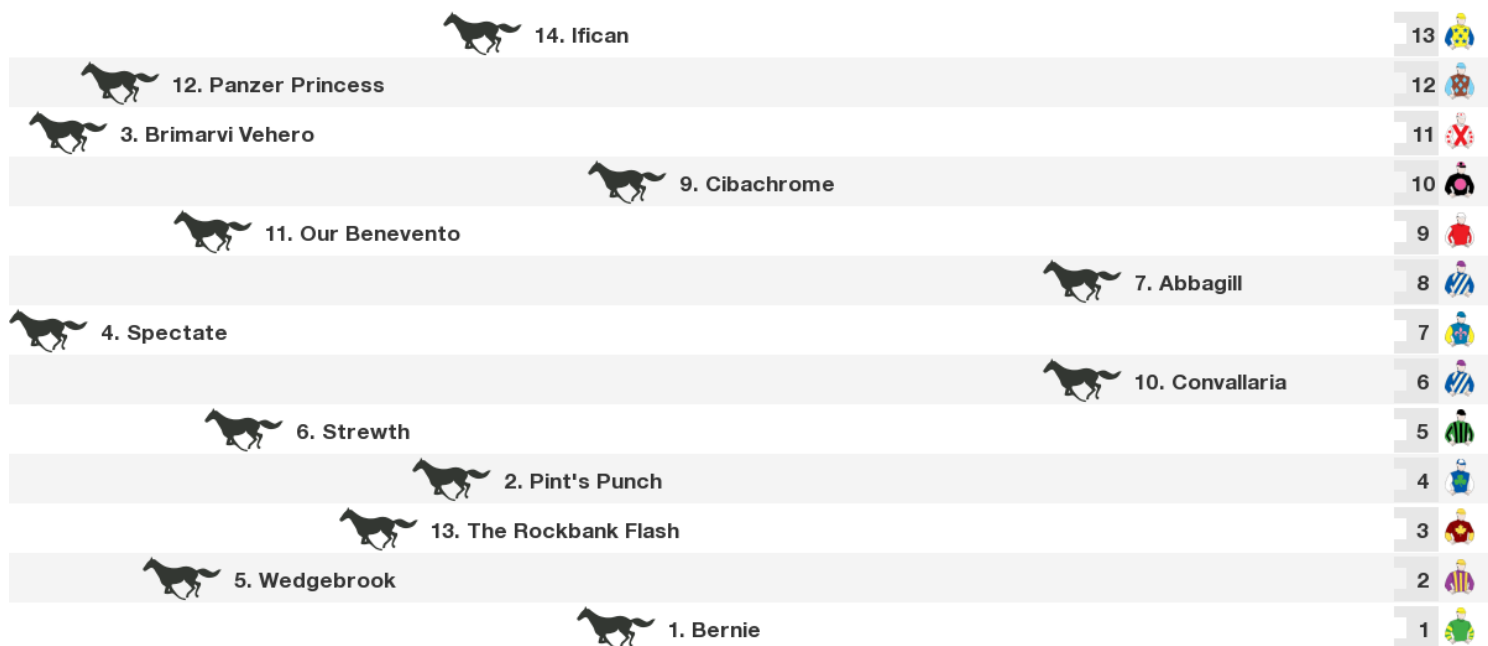 14. Ifican 13
12. Panzer Princess 12
3. Brimarvi Vehero 11
9. Cibachrome 10
11. Our Benevento 9
7. Abbagill 8
4. Spectate 7
10. Convallaria 6
6. Strewth 5
2. Pint's Punch 4
13. The Rockbank Flash 3
5. Wedgebrook 2
1. Bernie 1